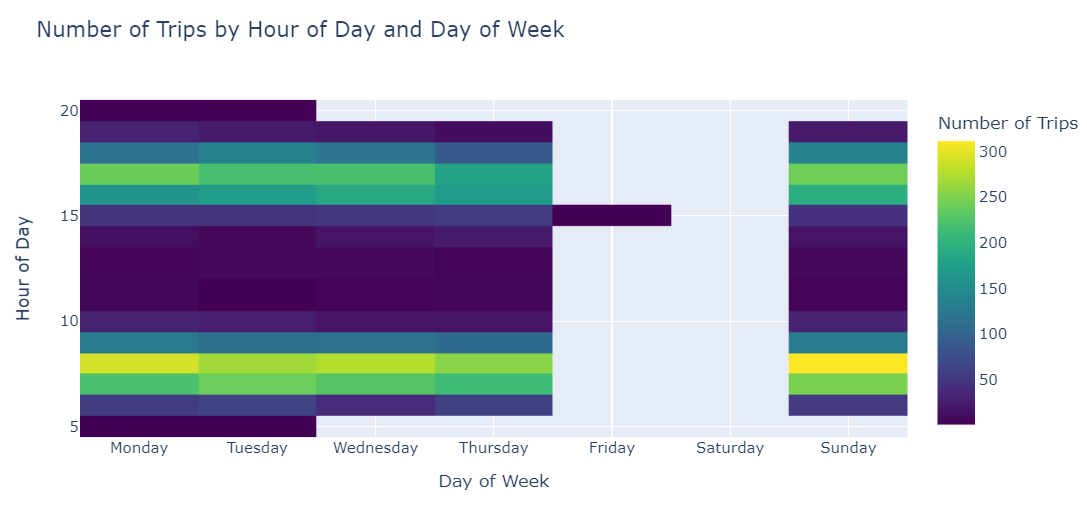 Number of Trips by Hour of Day and Day of Week
Number of Trips
300
250
200
150
100
50
Hour of Day
20
15
10
5
Monday Tuesday Wednesday Thursday Friday Saturday Sunday
Day of Week